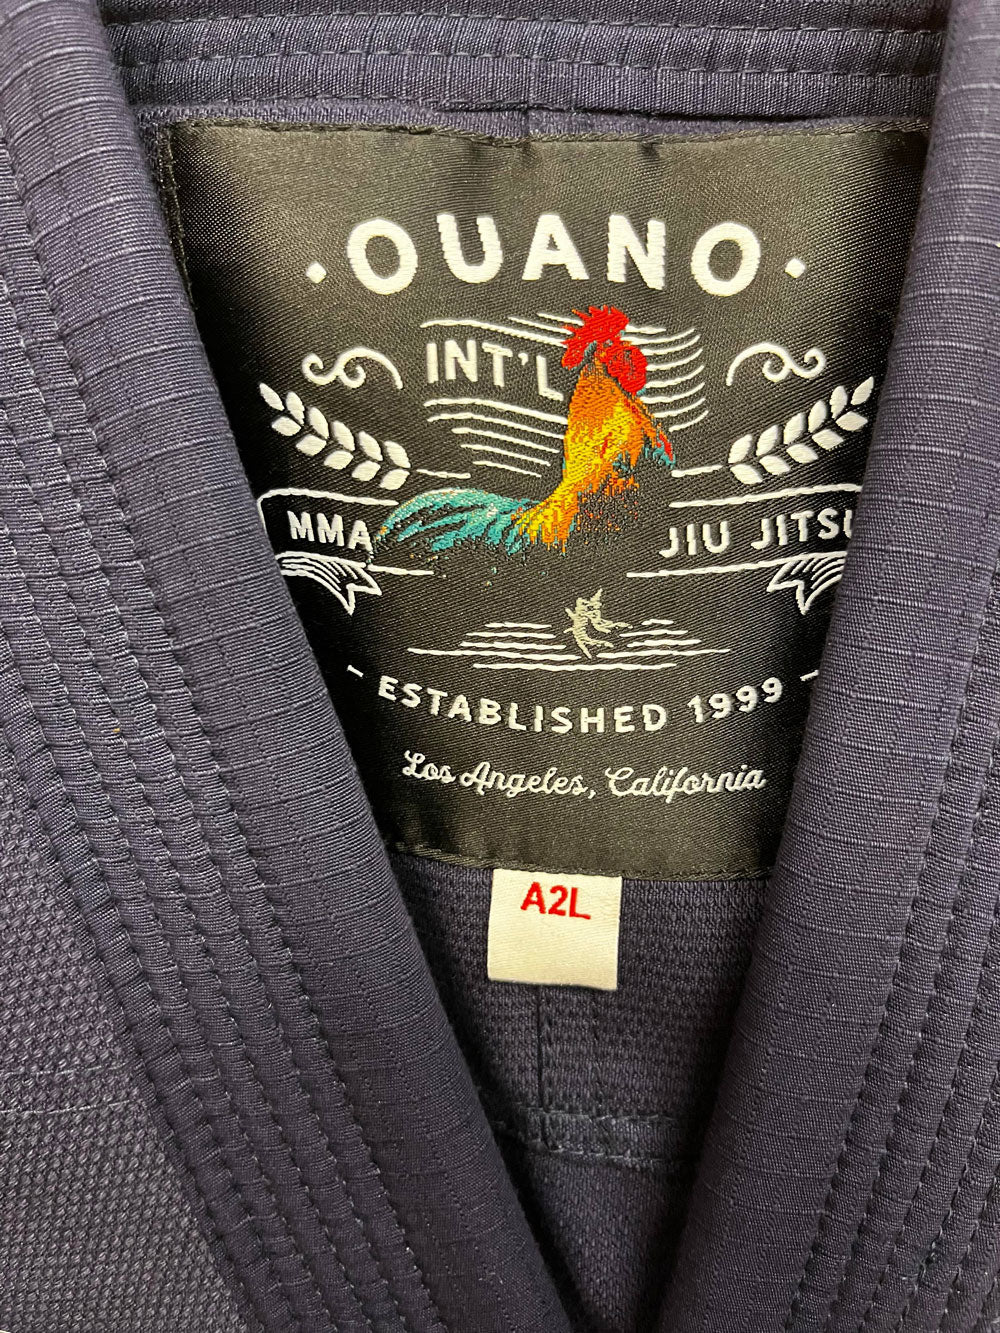 ·OUANO·
INT'L
MMA
JIU JITSU
ESTABLISHED 1999
Los Angeles, California
A2L